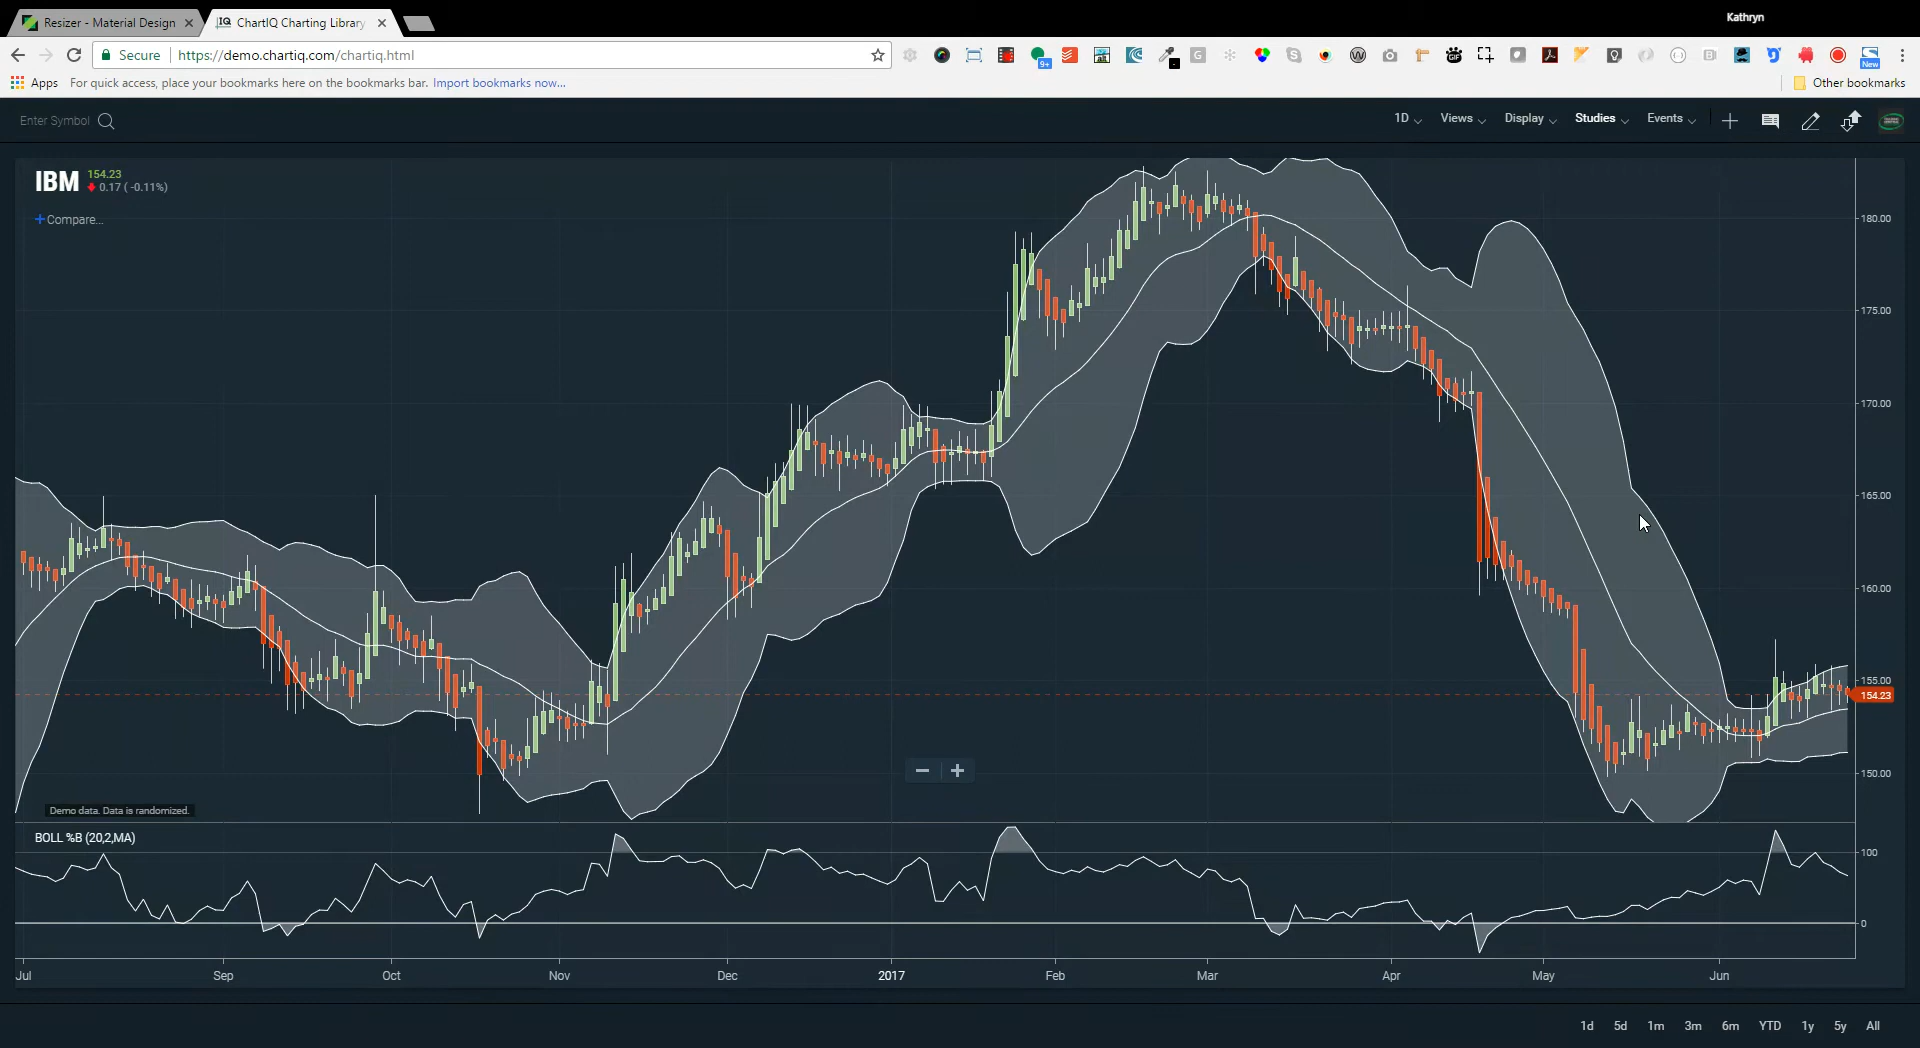 Kathryn
Resizer - Material Design
IQ ChartIQ Charting Library
Secure https://demo.chartiq.com/chartiq.html
9+
New
Apps For quick access, place your bookmarks here on the bookmarks bar. Import bookmarks now... Other bookmarks
Enter Symbol 1D Views Display Studies Events
IBM 154.23
0.17 ( -0.11%)
+Compare...
180.00
175.00
170.00
165.00
160.00
155.00
154.23
150.00
Demo data. Data is randomized.
BOLL %B (20,2,MA)
100
0
Jul Sep Oct Nov Dec 2017 Feb Mar Apr May Jun
1d 5d 1m 3m 6m YTD 1y 5y All